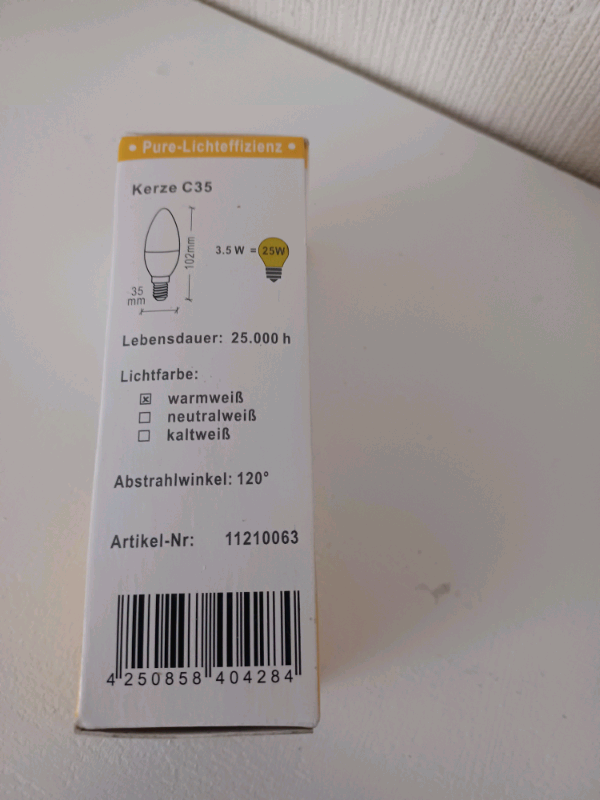 • Pure-Lichteffizienz •
Kerze C35
102mm
3.5 W = 25W
35
mm
Lebensdauer: 25.000 h
Lichtfarbe:
☒ warmweiß
☐ neutralweiß
☐ kaltweiß
Abstrahlwinkel: 120°
Artikel-Nr: 11210063
4 250858 404284